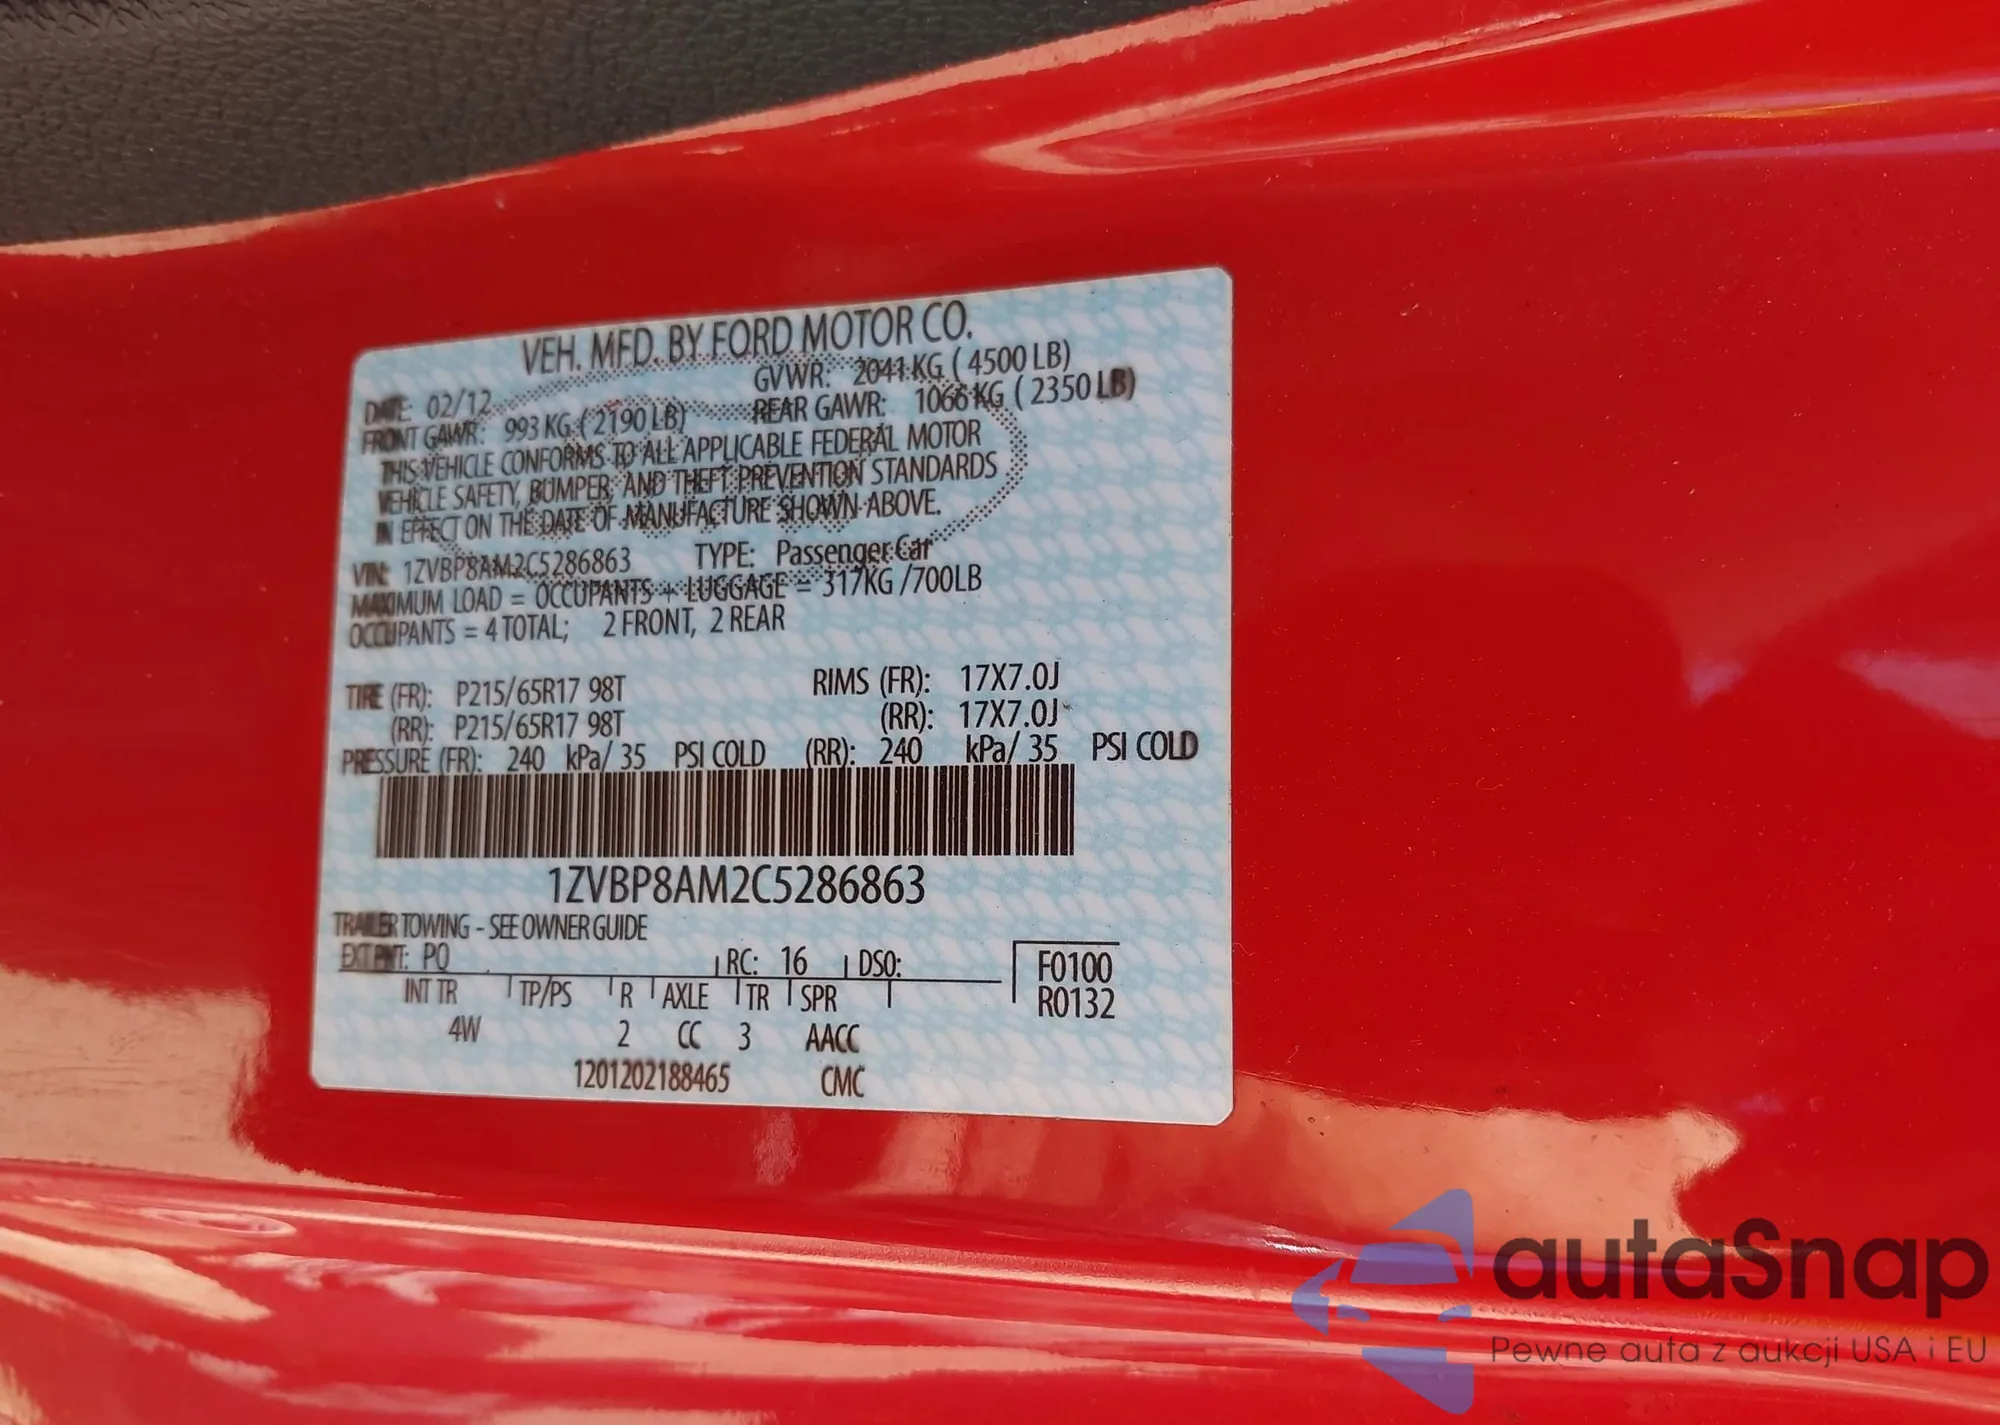 VEH. MFD. BY FORD MOTOR CO.
DATE: 02/12 GVWR: 2041 KG ( 4500 LB)
FRONT GAWR: 993 KG ( 2190 LB) REAR GAWR: 1066 KG ( 2350 LB)
THIS VEHICLE CONFORMS TO ALL APPLICABLE FEDERAL MOTOR
VEHICLE SAFETY, BUMPER, AND THEFT PREVENTION STANDARDS
IN EFFECT ON THE DATE OF MANUFACTURE SHOWN ABOVE.
VIN: 1ZVBP8AM2C5286863 TYPE: Passenger Car
MAXIMUM LOAD = OCCUPANTS + LUGGAGE = 317KG /700LB
OCCUPANTS = 4 TOTAL; 2 FRONT, 2 REAR
TIRE (FR): P215/65R17 98T RIMS (FR): 17X7.0J
(RR): P215/65R17 98T (RR): 17X7.0J
PRESSURE (FR): 240 kPa/ 35 PSI COLD (RR): 240 kPa/ 35 PSI COLD
1ZVBP8AM2C5286863
TRAILER TOWING - SEE OWNER GUIDE
EXT PNT: PQ RC: 16 DSO: F0100
INT TR TP/PS R AXLE TR SPR R0132
4W 2 CC 3 AACC
1201202188465 CMC
autaSnap
Pewne auta z aukcji USA i EU